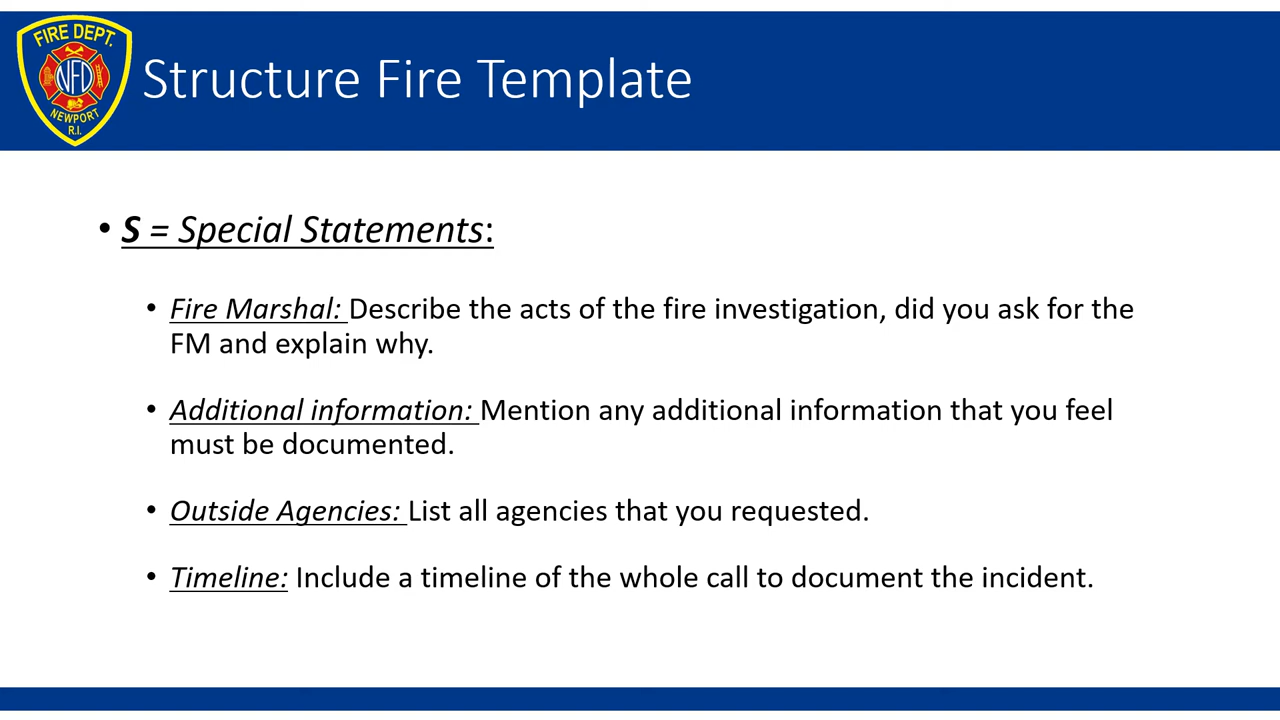 FIRE DEPT.
NFD
NEWPORT
R.I.
Structure Fire Template
• S = Special Statements:
• Fire Marshal: Describe the acts of the fire investigation, did you ask for the
FM and explain why.
• Additional information: Mention any additional information that you feel
must be documented.
• Outside Agencies: List all agencies that you requested.
• Timeline: Include a timeline of the whole call to document the incident.